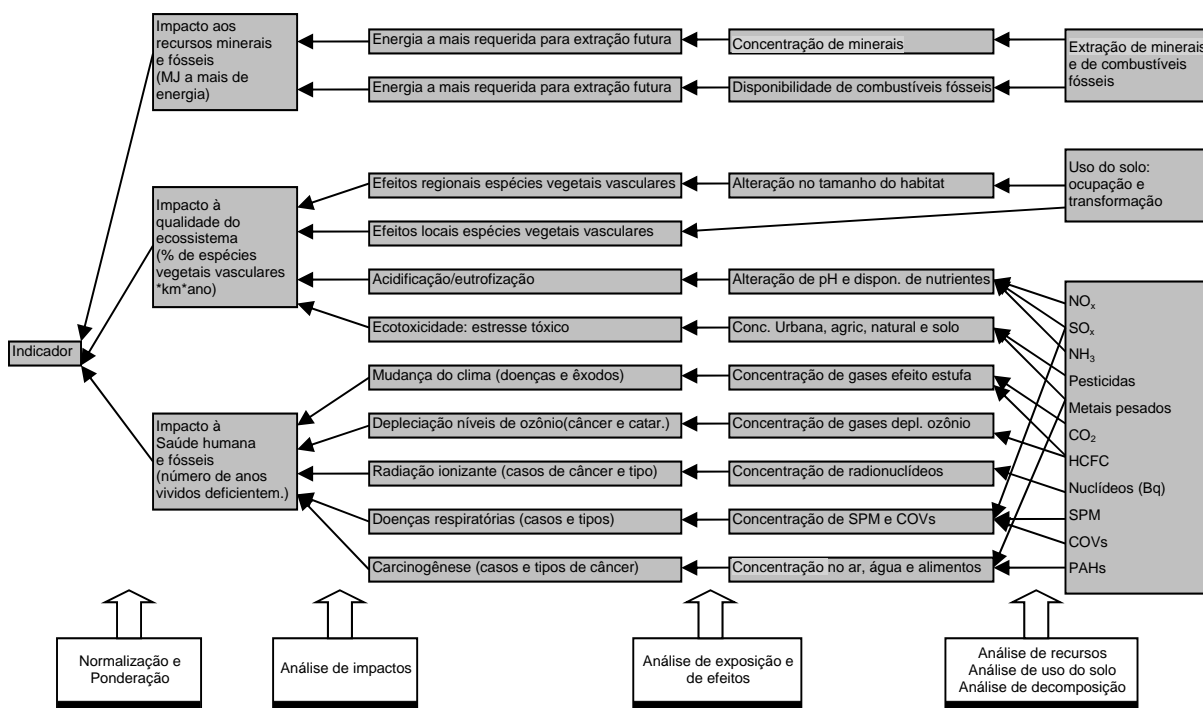 Impacto aos
recursos minerais
e fósseis
(MJ a mais de
energia)
Energia a mais requerida para extração futura
Concentração de minerais
Extração de minerais
e de combustíveis
fósseis
Energia a mais requerida para extração futura
Disponibilidade de combustíveis fósseis
Impacto à
qualidade do
ecossistema
(% de espécies
vegetais vasculares
*km*ano)
Efeitos regionais espécies vegetais vasculares
Alteração no tamanho do habitat
Uso do solo:
ocupação e
transformação
Efeitos locais espécies vegetais vasculares
Acidificação/eutrofização
Alteração de pH e dispon. de nutrientes
Ecotoxicidade: estresse tóxico
Conc. Urbana, agric, natural e solo
Indicador
Impacto à
Saúde humana
e fósseis
(número de anos
vividos deficientem.)
Mudança do clima (doenças e êxodos)
Concentração de gases efeito estufa
Depleciação níveis de ozônio(câncer e catar.)
Concentração de gases depl. ozônio
Radiação ionizante (casos de câncer e tipo)
Concentração de radionuclídeos
Doenças respiratórias (casos e tipos)
Concentração de SPM e COVs
Carcinogênese (casos e tipos de câncer)
Concentração no ar, água e alimentos
NOₓ
SOₓ
NH₃
Pesticidas
Metais pesados
CO₂
HCFC
Nuclídeos (Bq)
SPM
COVs
PAHs
Normalização e
Ponderação
Análise de impactos
Análise de exposição e
de efeitos
Análise de recursos
Análise de uso do solo
Análise de decomposição